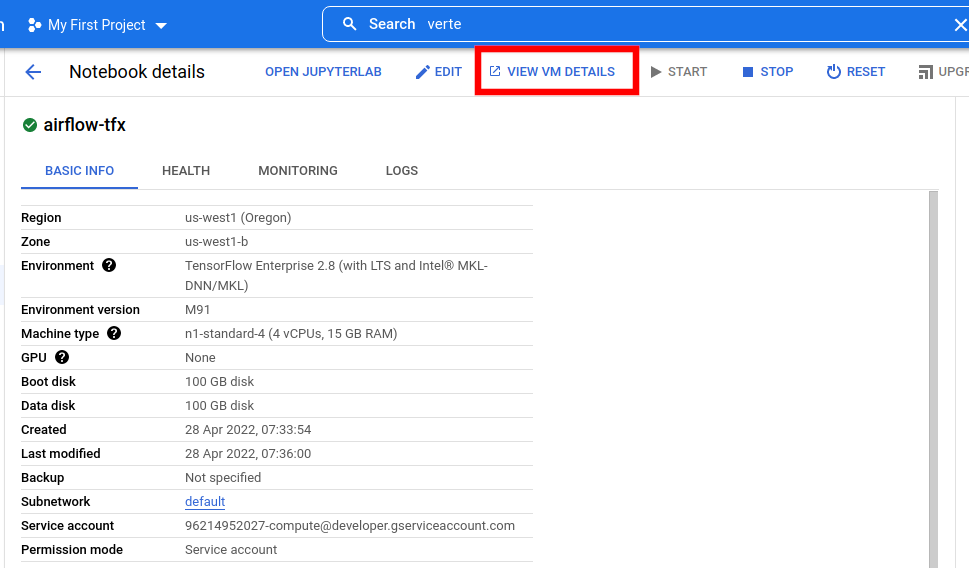 n My First Project Search verte
Notebook details OPEN JUPYTERLAB EDIT VIEW VM DETAILS START STOP RESET UPGR
airflow-tfx
BASIC INFO HEALTH MONITORING LOGS
Region us-west1 (Oregon)
Zone us-west1-b
Environment ? TensorFlow Enterprise 2.8 (with LTS and Intel® MKL-
DNN/MKL)
Environment version M91
Machine type ? n1-standard-4 (4 vCPUs, 15 GB RAM)
GPU ? None
Boot disk 100 GB disk
Data disk 100 GB disk
Created 28 Apr 2022, 07:33:54
Last modified 28 Apr 2022, 07:36:00
Backup Not specified
Subnetwork default
Service account 96214952027-compute@developer.gserviceaccount.com
Permission mode Service account